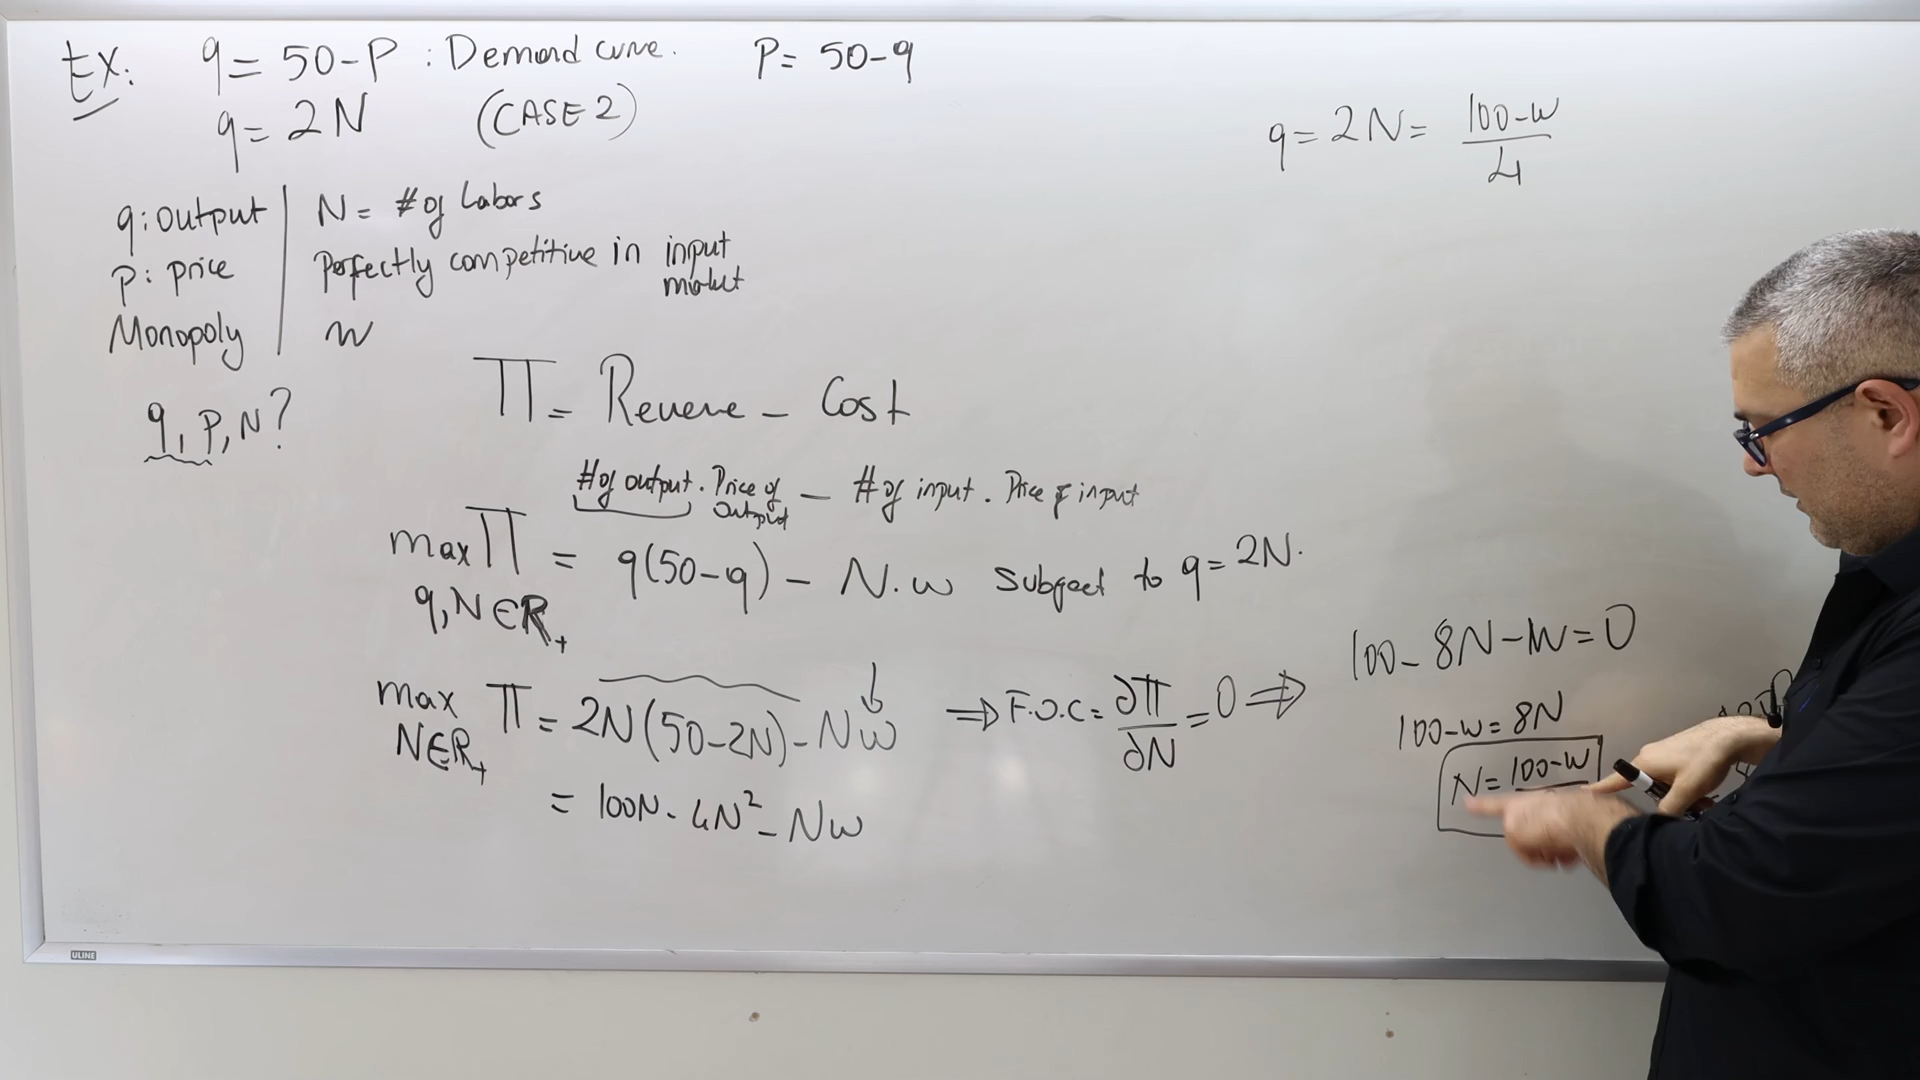 Ex: q = 50-P : Demand curve. P = 50-q
q = 2N (CASE 2)
q = 2N = 100-w / 4
q: output | N = # of Labors
p: price | Perfectly competitive in input market
Monopoly | w
q, p, N?
Π = Revene - Cost
# of output . Price of output - # of input . Price of input
max Π = q(50-q) - N.w subject to q = 2N.
q, N ∈ R+
max Π = 2N(50-2N) - Nw ⇒ F.O.C = ∂Π/∂N = 0 ⇒ 100 - 8N - w = 0
N ∈ R+
100-w = 8N
= 100N - 4N² - Nw
N = 100-w
ULINE